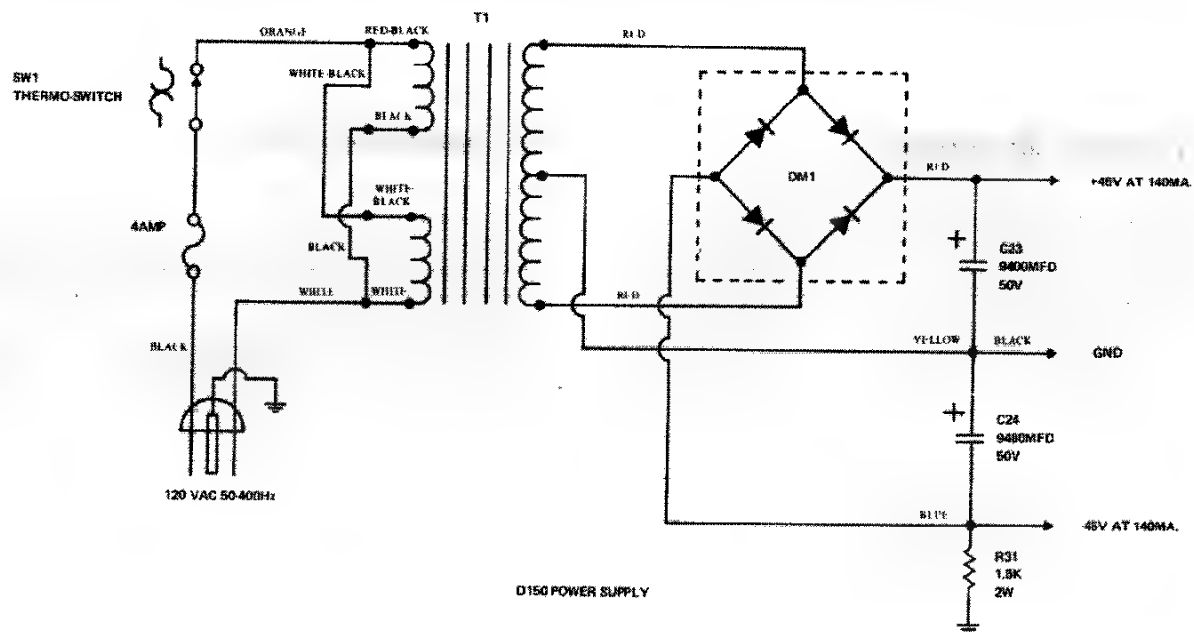 T1
ORANGE
RED-BLACK
RED
SW1
THERMO-SWITCH
WHITE-BLACK
BLACK
DM1
RED
+45V AT 140MA.
WHITE-
BLACK
4AMP
BLACK
C23
9400MFD
50V
WHITE
WHITE
RED
BLACK
YELLOW
BLACK
GND
C24
9400MFD
50V
120 VAC 50-400Hz
BLUE
-45V AT 140MA.
R31
1.8K
2W
D150 POWER SUPPLY